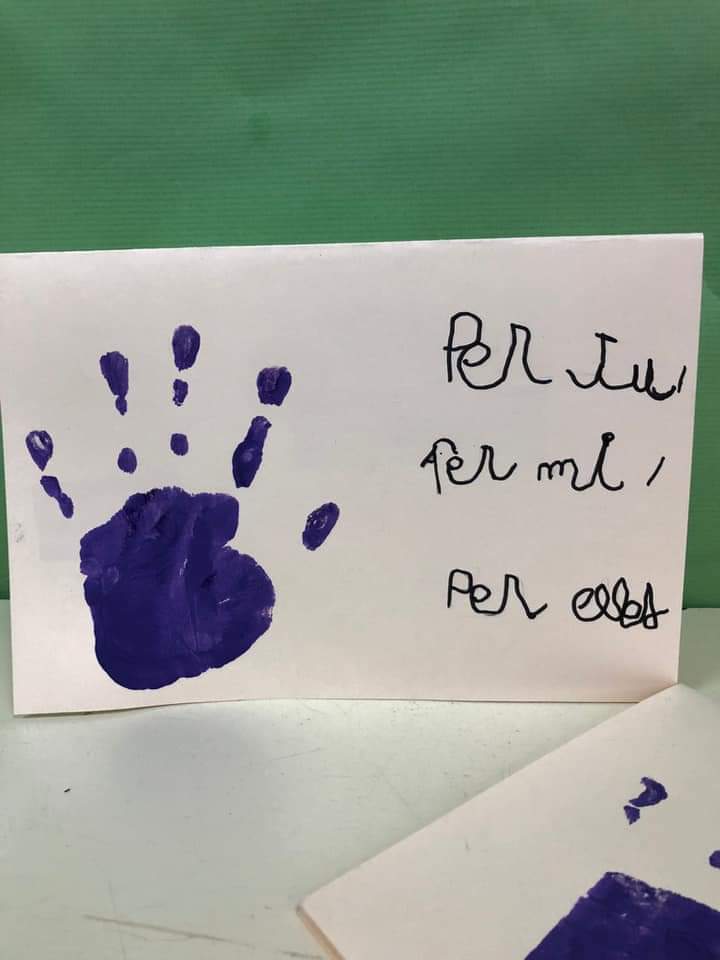 Per tu,
Per mi,
Per elles